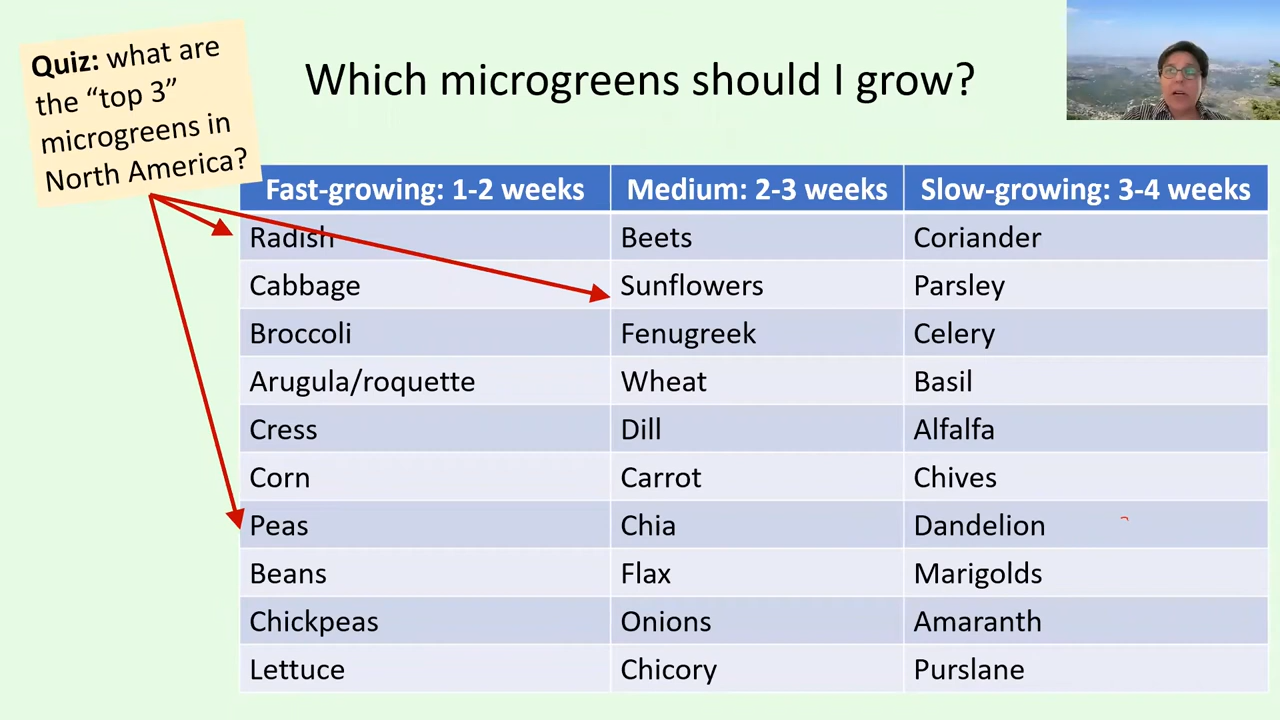 Quiz: what are
the “top 3”
microgreens in
North America?
Which microgreens should I grow?
Fast-growing: 1-2 weeks Medium: 2-3 weeks Slow-growing: 3-4 weeks
Radish Beets Coriander
Cabbage Sunflowers Parsley
Broccoli Fenugreek Celery
Arugula/roquette Wheat Basil
Cress Dill Alfalfa
Corn Carrot Chives
Peas Chia Dandelion
Beans Flax Marigolds
Chickpeas Onions Amaranth
Lettuce Chicory Purslane